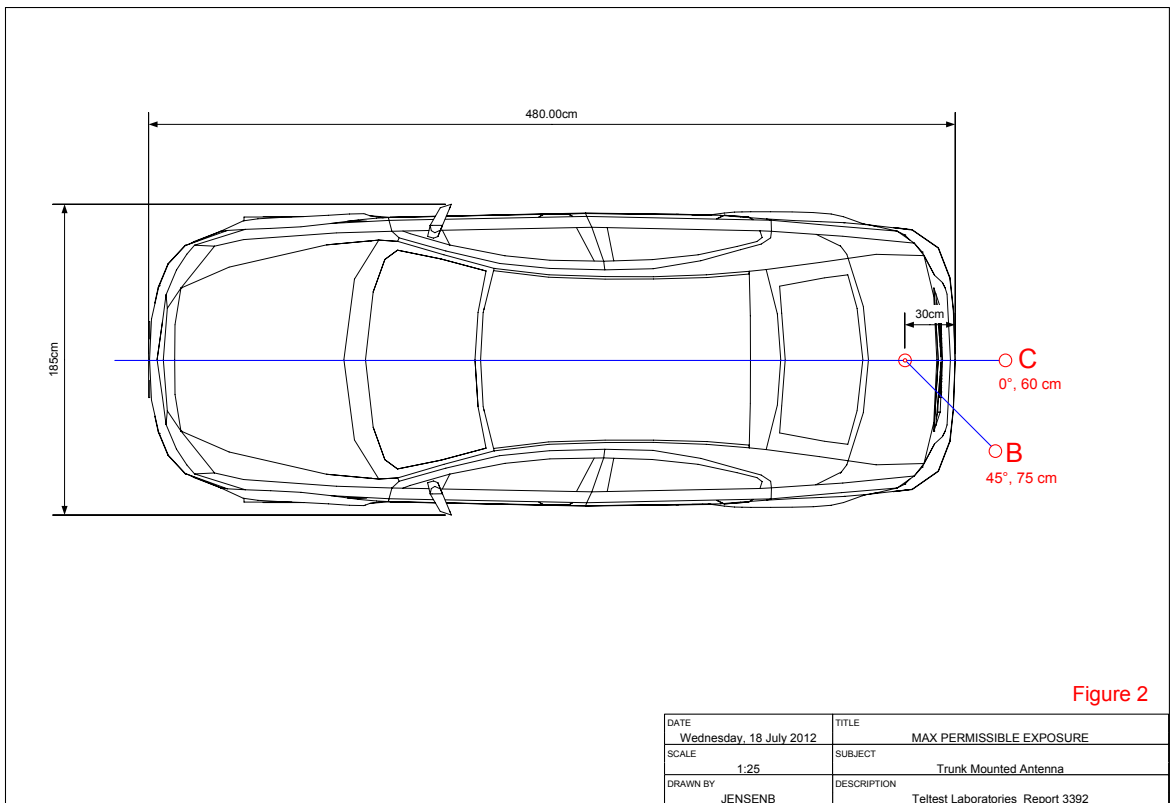 480.00cm
185cm
30cm
C
0°, 60 cm
B
45°, 75 cm
Figure 2
DATE
Wednesday, 18 July 2012
TITLE
MAX PERMISSIBLE EXPOSURE
SCALE
1:25
SUBJECT
Trunk Mounted Antenna
DRAWN BY
JENSENB
DESCRIPTION
Teltest Laboratories Report 3392